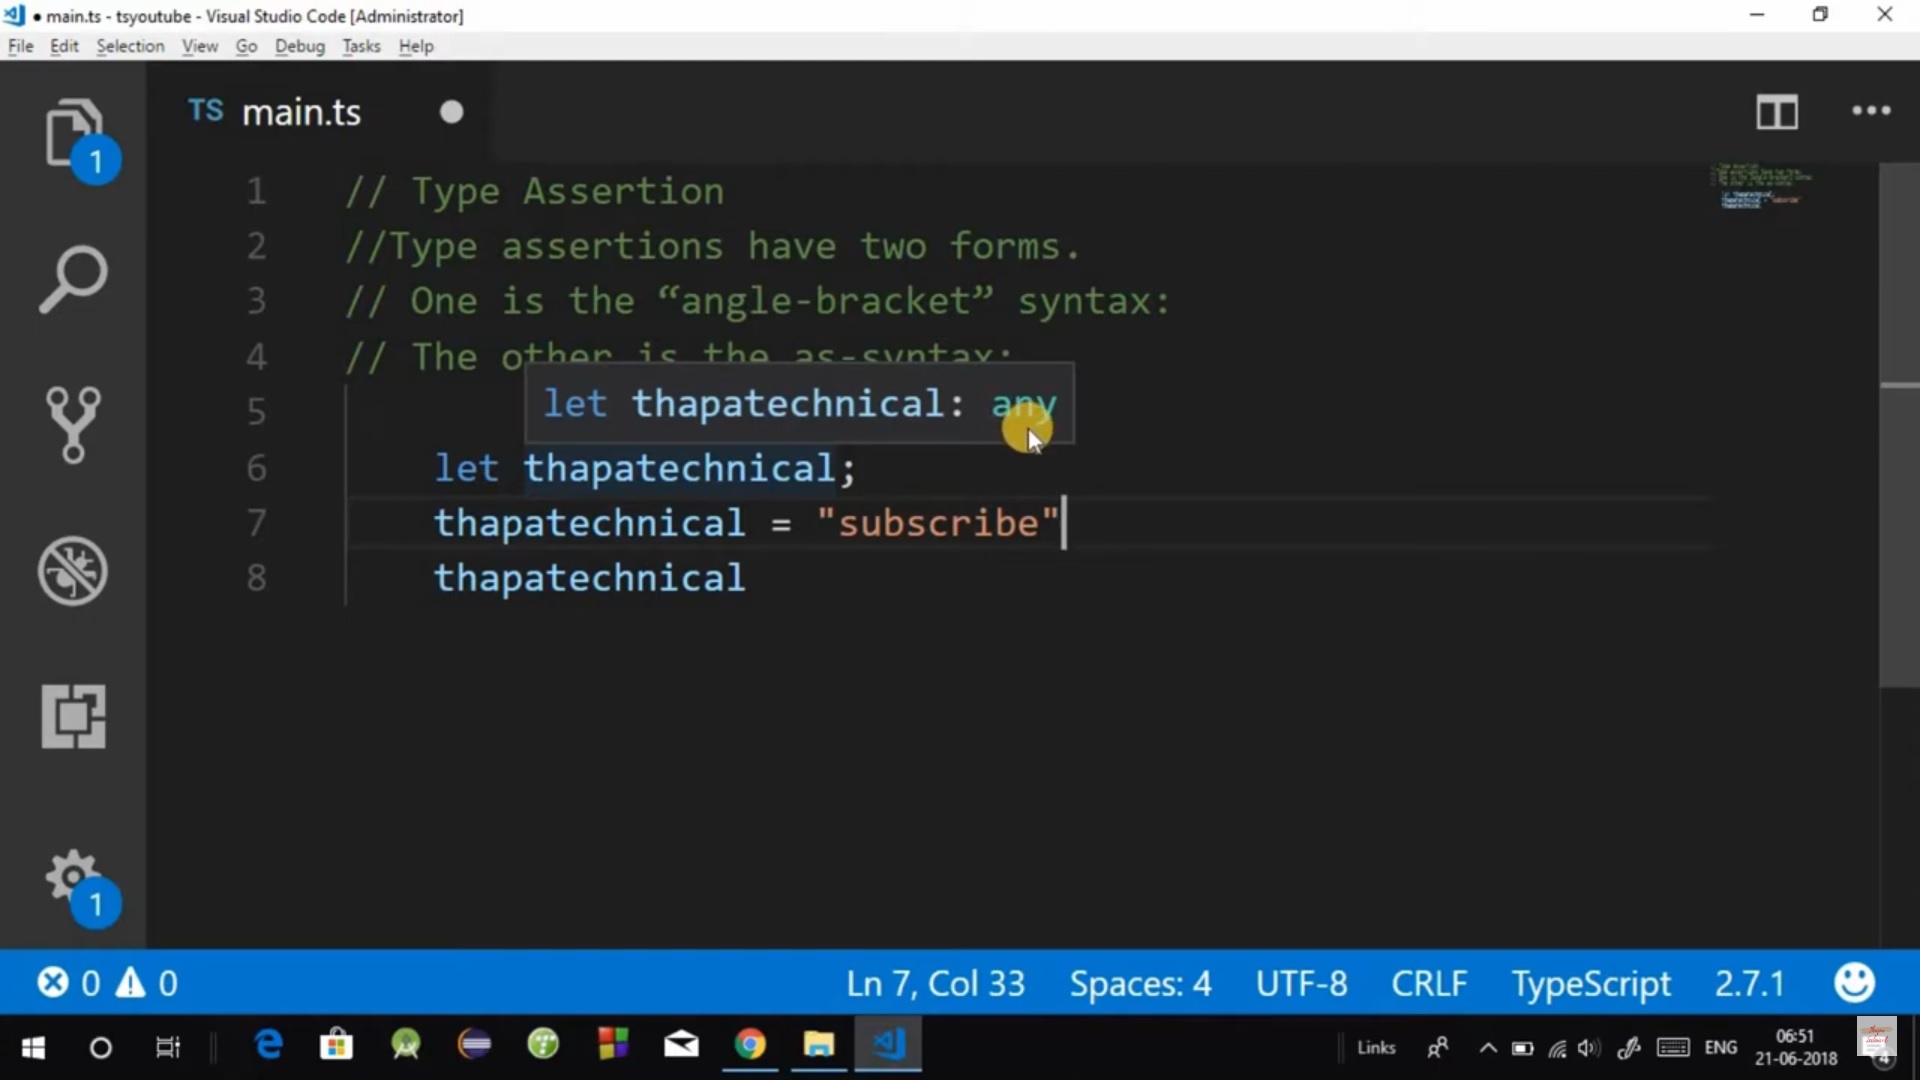 ● main.ts - tsyoutube - Visual Studio Code [Administrator]
File Edit Selection View Go Debug Tasks Help
TS main.ts
1 // Type Assertion
2 //Type assertions have two forms.
3 // One is the “angle-bracket” syntax:
4 // The other is the as-syntax:
let thapatechnical: any
5
6 let thapatechnical;
7 thapatechnical = "subscribe"
8 thapatechnical
1
1
0 0 Ln 7, Col 33 Spaces: 4 UTF-8 CRLF TypeScript 2.7.1
Links ENG 06:51
21-06-2018
4